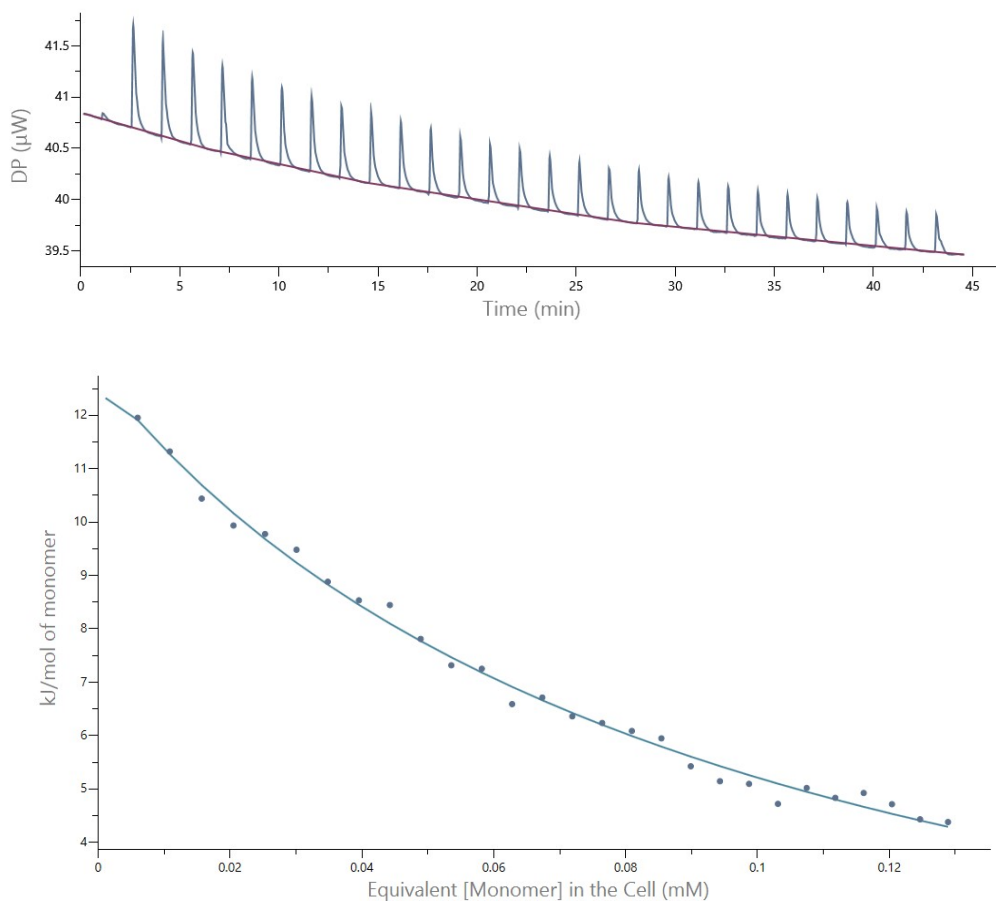 41.5
41
40.5
40
39.5
DP (µW)
0 5 10 15 20 25 30 35 40 45
Time (min)
12
11
10
9
8
7
6
5
4
kJ/mol of monomer
0 0.02 0.04 0.06 0.08 0.1 0.12
Equivalent [Monomer] in the Cell (mM)